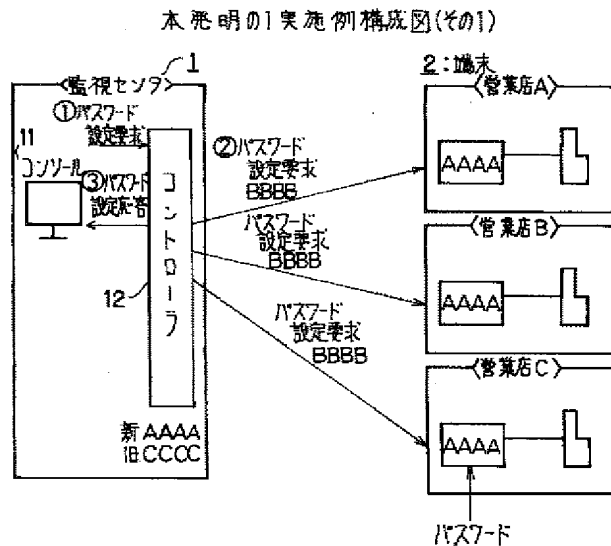 本発明の1実施例構成図(その1)
1
〈監視センタ〉
①パスワード
設定要求
11
コンソール
③パスワード
設定応答
コントローラ
12
新AAAA
旧CCCC
②パスワード
設定要求
BBBB
パスワード
設定要求
BBBB
パスワード
設定要求
BBBB
2:端末
〈営業店A〉
AAAA
〈営業店B〉
AAAA
〈営業店C〉
AAAA
パスワード